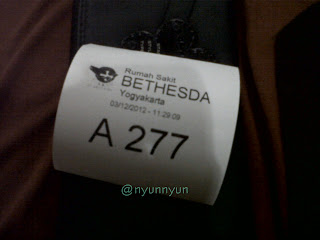 Rumah Sakit
BETHESDA
Yogyakarta
03/12/2012 - 11:29:09
A 277
@nyunnyun